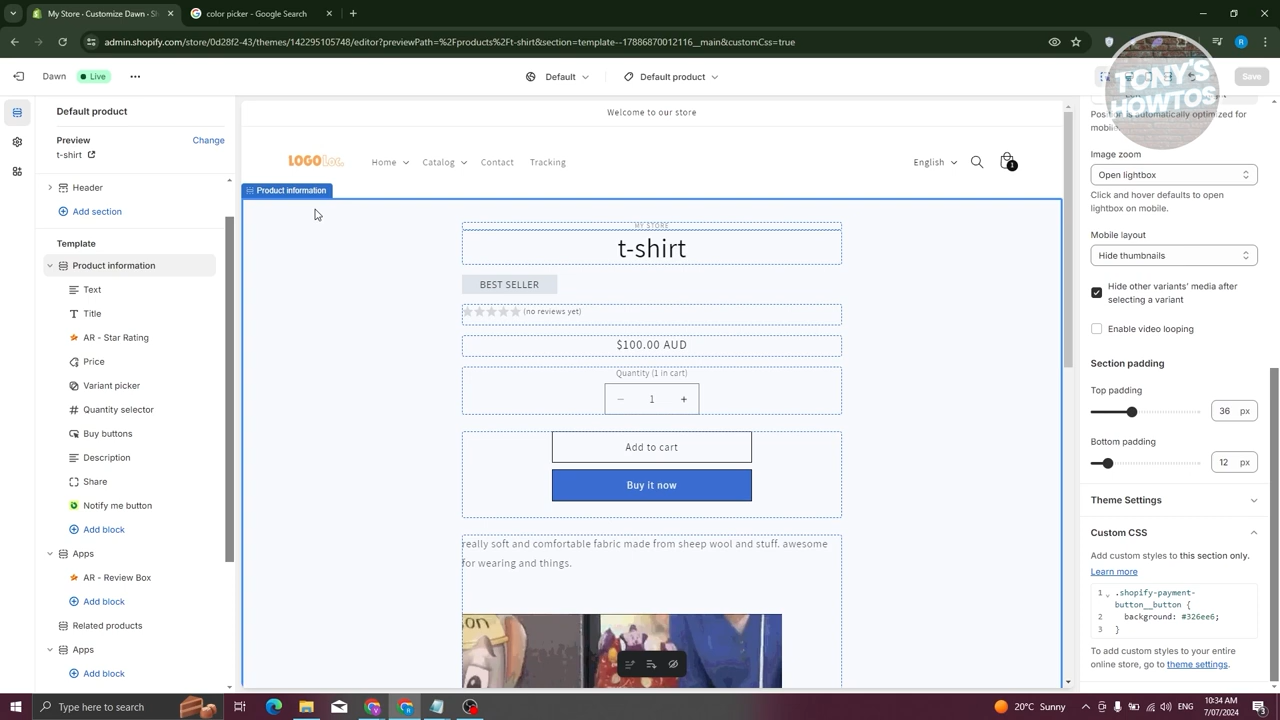 My Store · Customize Dawn · Sh
color picker - Google Search
admin.shopify.com/store/0d28f2-43/themes/142295105748/editor?previewPath=%2Fproducts%2Ft-shirt&section=template--17886870012116__main&customCss=true
Dawn
Live
Default
Default product
Save
TONY'S
HOWTOS
Default product
Preview
Change
t-shirt
Header
Add section
Template
Product information
Text
Title
AR - Star Rating
Price
Variant picker
Quantity selector
Buy buttons
Description
Share
Notify me button
Add block
Apps
AR - Review Box
Add block
Related products
Apps
Add block
Welcome to our store
LOGO
Home
Catalog
Contact
Tracking
English
1
Product information
MY STORE
t-shirt
BEST SELLER
(no reviews yet)
$100.00 AUD
Quantity (1 in cart)
1
Add to cart
Buy it now
really soft and comfortable fabric made from sheep wool and stuff. awesome
for wearing and things.
Position is automatically optimized for
mobile.
Image zoom
Open lightbox
Click and hover defaults to open
lightbox on mobile.
Mobile layout
Hide thumbnails
Hide other variants' media after
selecting a variant
Enable video looping
Section padding
Top padding
36 px
Bottom padding
12 px
Theme Settings
Custom CSS
Add custom styles to this section only.
Learn more
1 .shopify-payment-
button__button {
2 background: #326ee6;
3 }
To add custom styles to your entire
online store, go to theme settings.
Type here to search
20°C Sunny
10:34 AM
7/07/2024